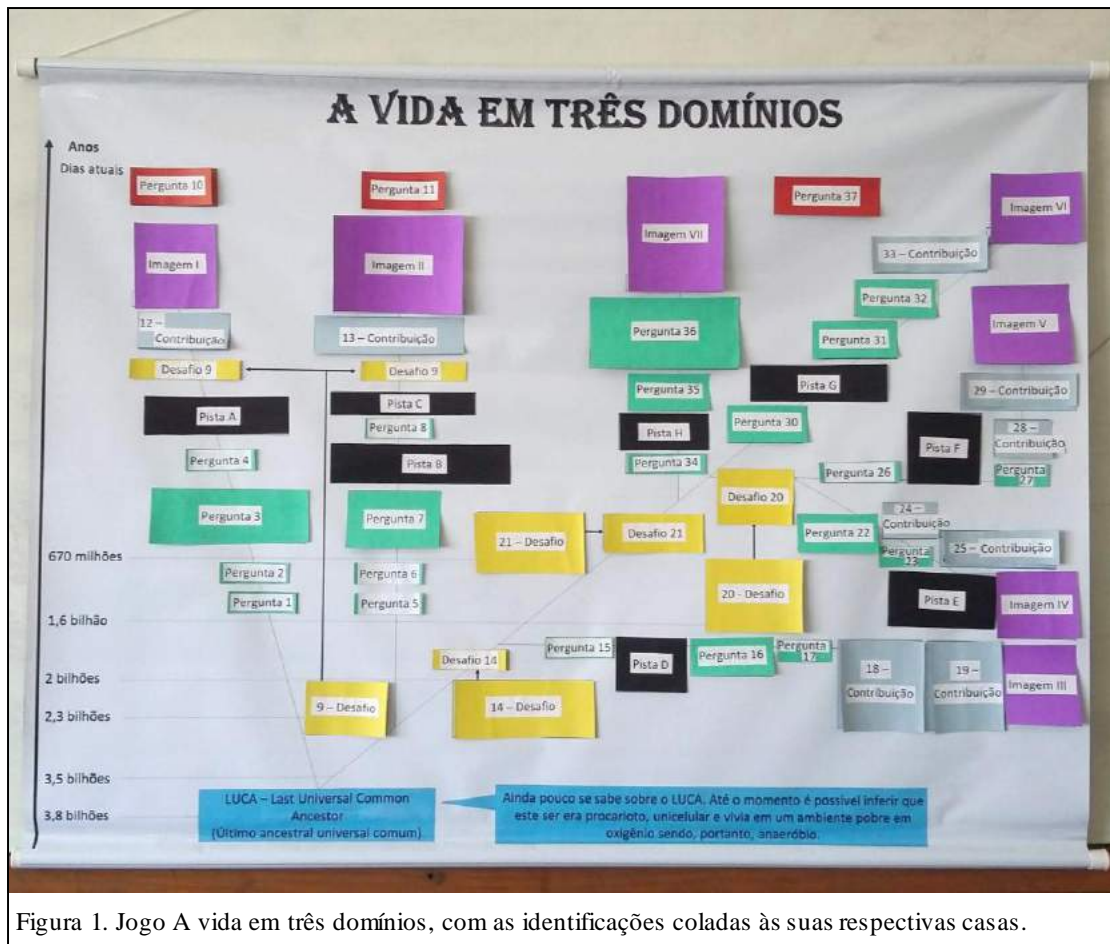 A VIDA EM TRÊS DOMÍNIOS
Anos
Dias atuais
Pergunta 10
Pergunta 11
Pergunta 37
Imagem VI
Imagem I
Imagem II
Imagem VII
33 – Contribuição
Pergunta 32
12 –
Contribuição
13 – Contribuição
Pergunta 36
Pergunta 31
Imagem V
Desafio 9
Desafio 9
Pergunta 35
Pista G
29 – Contribuição
Pista A
Pista C
Pergunta 8
Pista H
Pergunta 30
28 –
Contribuição
Pista F
Pergunta 4
Pista B
Pergunta 34
Pergunta 26
Pergunta
27
Desafio 20
Pergunta 3
Pergunta 7
21 – Desafio
Desafio 21
Pergunta 22
24 –
Contribuição
Pergunta
23
25 – Contribuição
670 milhões
Pergunta 2
Pergunta 6
20 - Desafio
Pista E
Imagem IV
Pergunta 1
Pergunta 5
1,6 bilhão
Desafio 14
Pergunta 15
Pista D
Pergunta 16
Pergunta
17
18 –
Contribuição
19 –
Contribuição
Imagem III
2 bilhões
9 – Desafio
14 – Desafio
2,3 bilhões
3,5 bilhões
3,8 bilhões
LUCA – Last Universal Common
Ancestor
(Último ancestral universal comum)
Ainda pouco se sabe sobre o LUCA. Até o momento é possível inferir que
este ser era procarioto, unicelular e vivia em um ambiente pobre em
oxigênio sendo, portanto, anaeróbio.
Figura 1. Jogo A vida em três domínios, com as identificações coladas às suas respectivas casas.